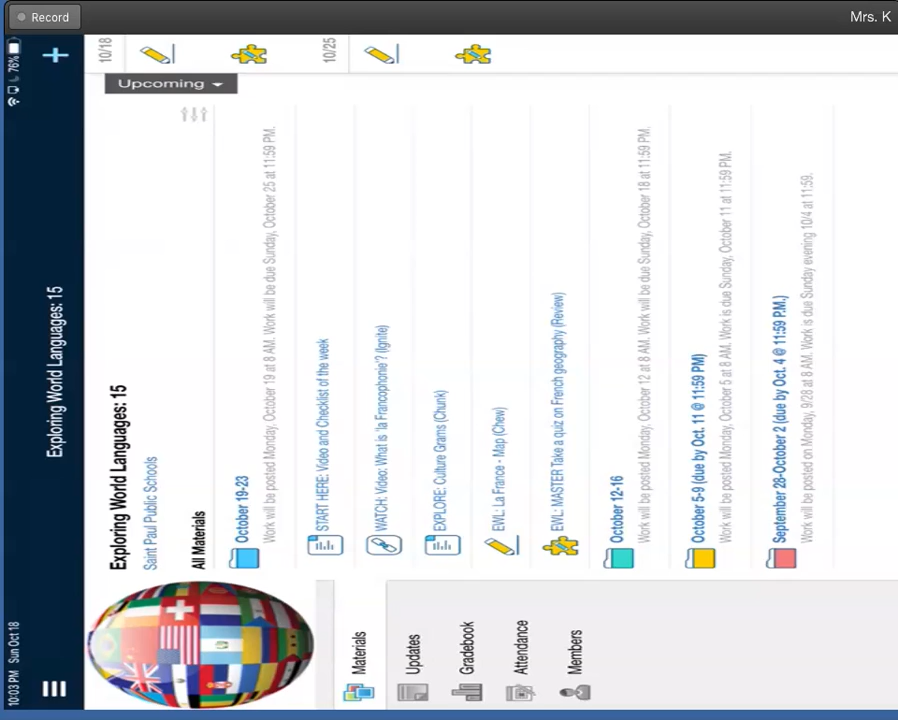 Record
Mrs. K
10:03 PM Sun Oct 18
76%
Exploring World Languages: 15
Exploring World Languages: 15
Saint Paul Public Schools
All Materials
Upcoming
10/18
10/25
October 19-23
Work will be posted Monday, October 19 at 8 AM. Work will be due Sunday, October 25 at 11:59 PM.
START HERE: Video and Checklist of the week
WATCH: Video: What is 'la Francophonie'? (Ignite)
EXPLORE: Culture Grams (Chunk)
EWL: La France - Map (Chew)
EWL: MASTER Take a quiz on French geography (Review)
October 12-16
Work will be posted Monday, October 12 at 8 AM. Work will be due Sunday, October 18 at 11:59 PM.
October 5-9 (due by Oct. 11 @ 11:59 PM)
Work will be posted Monday, October 5 at 8 AM. Work is due Sunday, October 11 at 11:59 PM.
September 28-October 2 (due by Oct. 4 @ 11:59 P.M.)
Work will be posted on Monday, 9/28 at 8 AM. Work is due Sunday evening 10/4 at 11:59.
Materials
Updates
Gradebook
Attendance
Members